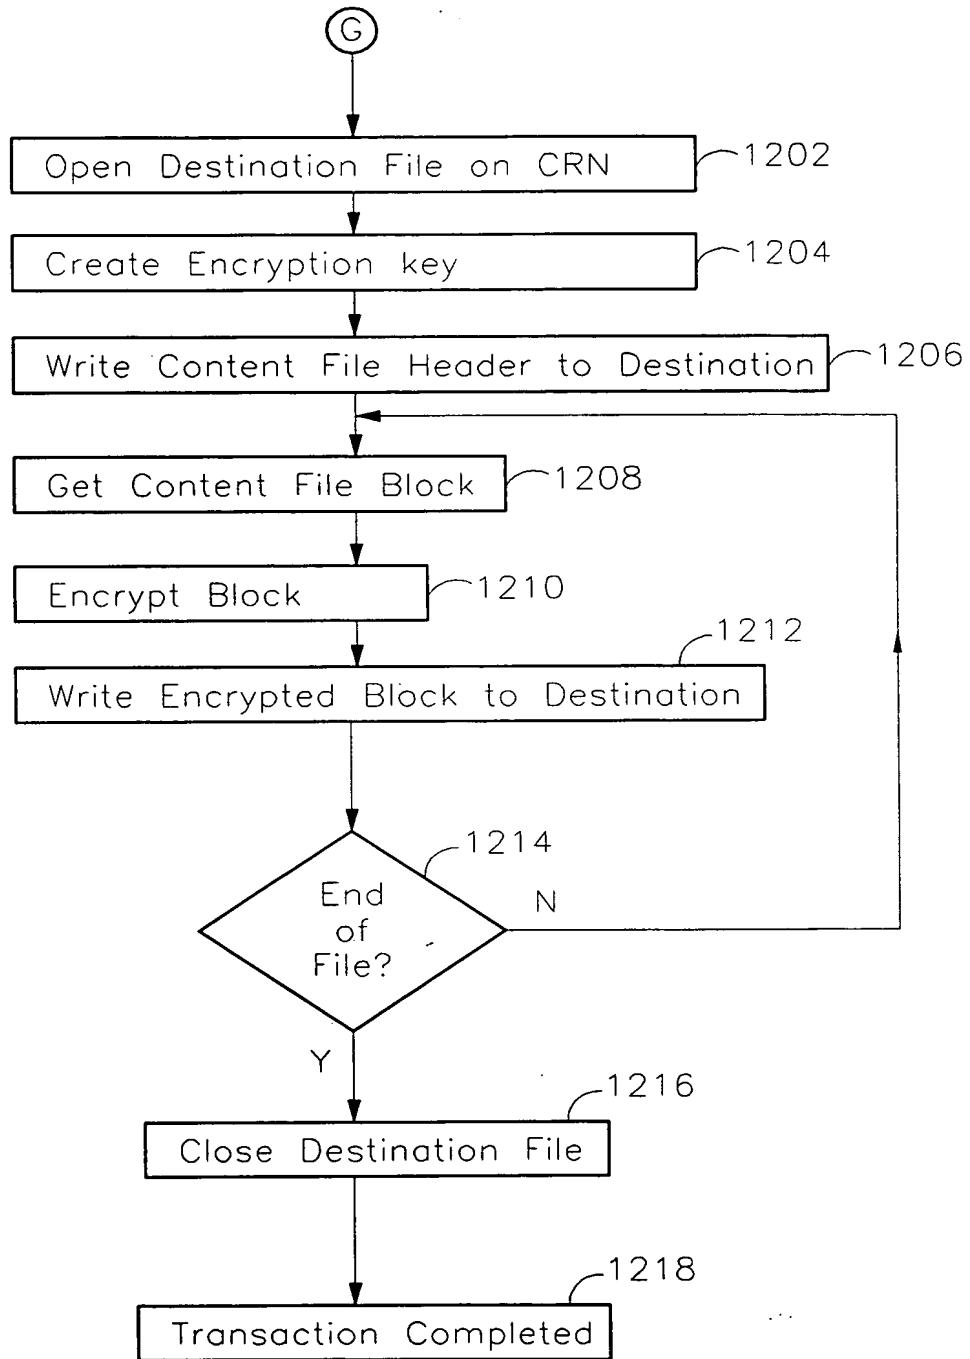 G
Open Destination File on CRN
1202
Create Encryption key
1204
Write Content File Header to Destination
1206
Get Content File Block
1208
Encrypt Block
1210
1212
Write Encrypted Block to Destination
1214
End
of
File?
N
Y
1216
Close Destination File
1218
Transaction Completed